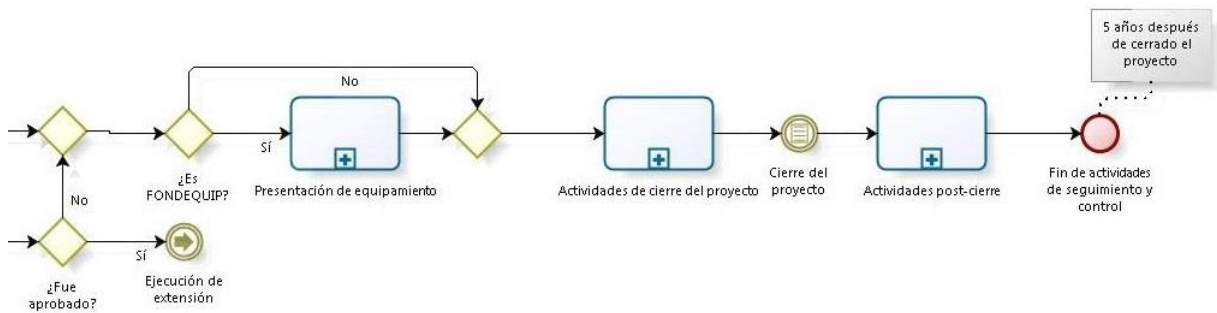 5 años después
de cerrado el
proyecto
No
Sí
¿Es
FONDEQUIP?
Presentación de equipamiento
Actividades de cierre del proyecto
Cierre del
proyecto
Actividades post-cierre
Fin de actividades
de seguimiento y
control
No
Sí
¿Fue
aprobado?
Ejecución de
extensión